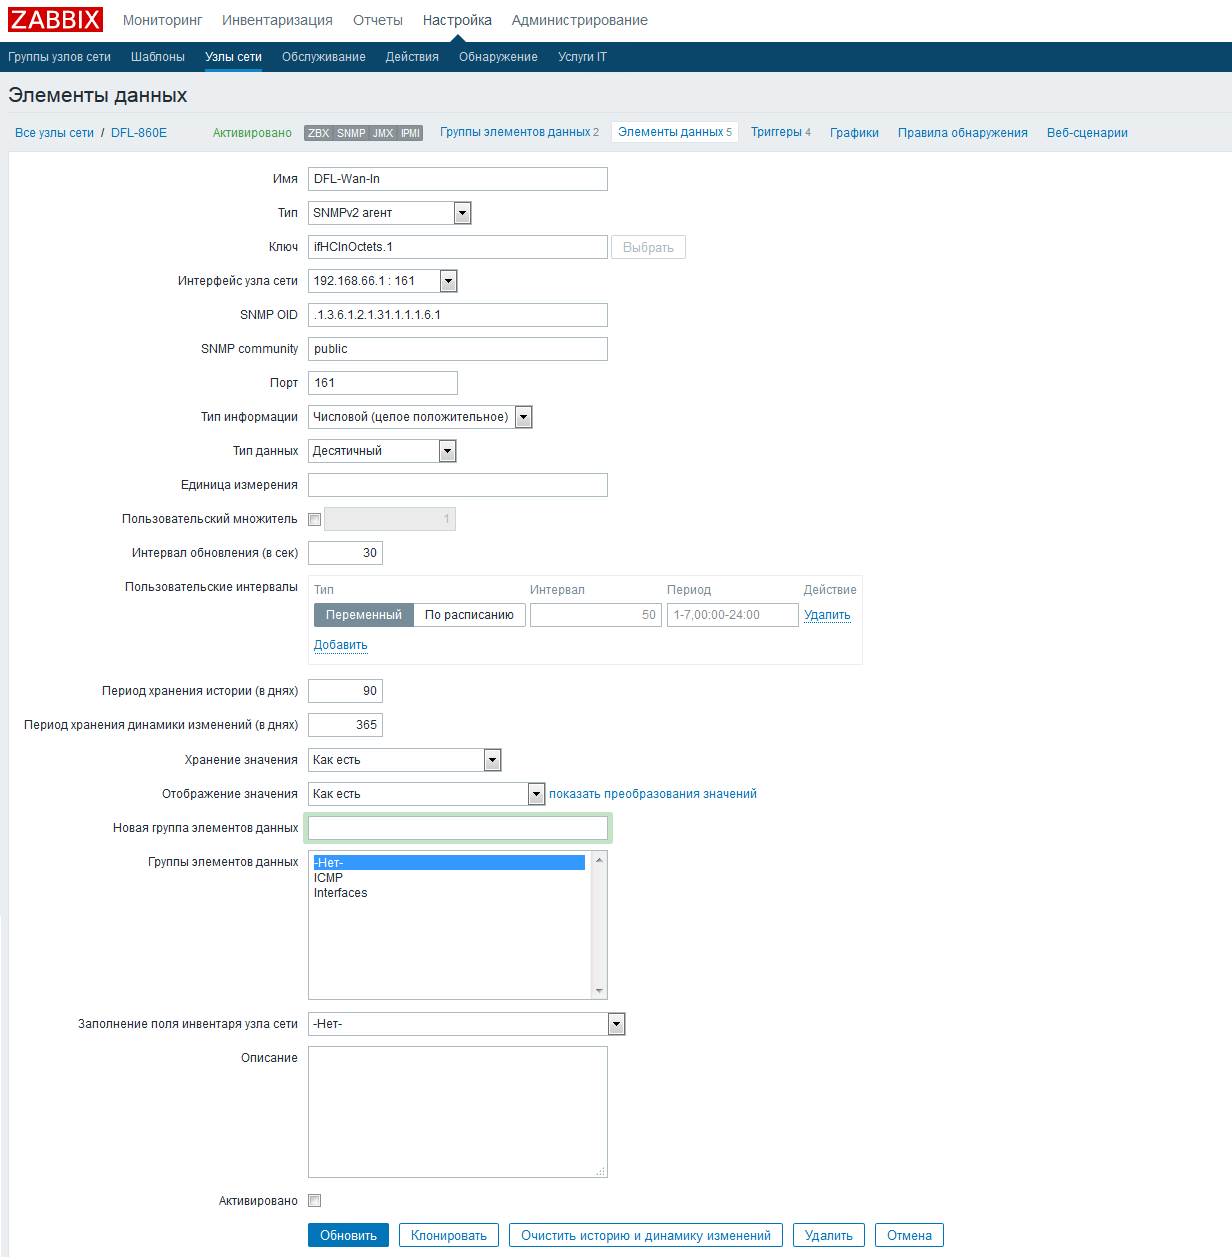 ZABBIX Мониторинг Инвентаризация Отчеты Настройка Администрирование
Группы узлов сети Шаблоны Узлы сети Обслуживание Действия Обнаружение Услуги IT
Элементы данных
Все узлы сети / DFL-860E Активировано ZBX SNMP JMX IPMI Группы элементов данных 2 Элементы данных 5 Триггеры 4 Графики Правила обнаружения Веб-сценарии
Имя DFL-Wan-In
Тип SNMPv2 агент
Ключ ifHCInOctets.1 Выбрать
Интерфейс узла сети 192.168.66.1 : 161
SNMP OID .1.3.6.1.2.1.31.1.1.1.6.1
SNMP community public
Порт 161
Тип информации Числовой (целое положительное)
Тип данных Десятичный
Единица измерения
Пользовательский множитель 1
Интервал обновления (в сек) 30
Пользовательские интервалы Тип Интервал Период Действие
Переменный По расписанию 50 1-7,00:00-24:00 Удалить
Добавить
Период хранения истории (в днях) 90
Период хранения динамики изменений (в днях) 365
Хранение значения Как есть
Отображение значения Как есть показать преобразования значений
Новая группа элементов данных
Группы элементов данных -Нет-
ICMP
Interfaces
Заполнение поля инвентаря узла сети -Нет-
Описание
Активировано
Обновить Клонировать Очистить историю и динамику изменений Удалить Отмена